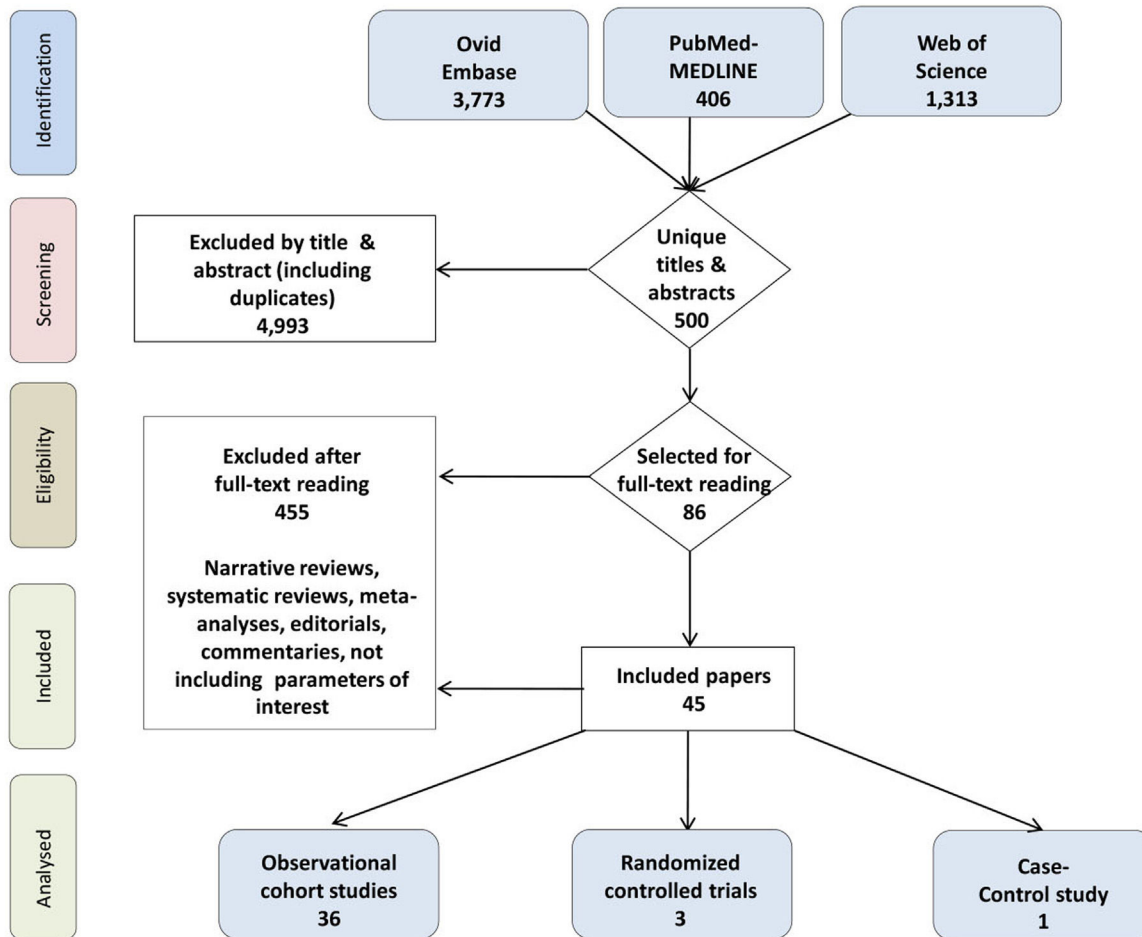 Identification
Ovid
Embase
3,773
PubMed-
MEDLINE
406
Web of
Science
1,313
Screening
Excluded by title & 
abstract (including
duplicates)
4,993
Unique
titles &
abstracts
500
Eligibility
Excluded after
full-text reading
455
Narrative reviews,
systematic reviews, meta-
analyses, editorials,
commentaries, not
including parameters of
interest
Selected for
full-text reading
86
Included
Included papers
45
Analysed
Observational
cohort studies
36
Randomized
controlled trials
3
Case-
Control study
1